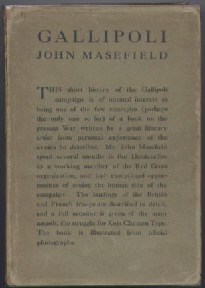 GALLIPOLI
JOHN MASEFIELD
THIS short history of the Gallipoli
campaign is of unusual interest as
being one of the few examples (perhaps
the only one so far) of a book on the
present War written by a great literary
artist from personal experience of the
scenes he describes. Mr. John Masefield
spent several months in the Dardanelles
as a working member of the Red Cross
organization, and had exceptional oppor-
tunities of seeing the human side of the
campaign. The landings of the British
and French troops are described in detail,
and a full account is given of the main
assault, the struggle for Koja Chemen Tepe.
The book is illustrated from official
photographs.